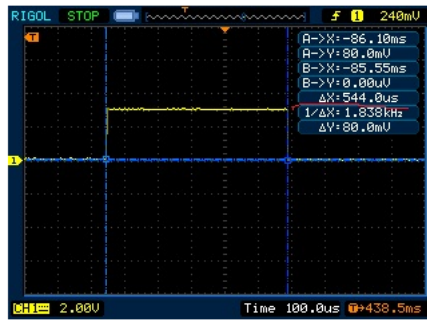 RIGOL STOP T f 1 240mV
T
A->X=-86.10ms
A->Y=80.0mV
B->X=-85.55ms
B->Y=0.00uV
ΔX=544.0us
1/ΔX=1.838kHz
ΔY=80.0mV
1
CH1 2.00V Time 100.0us T→438.5ms